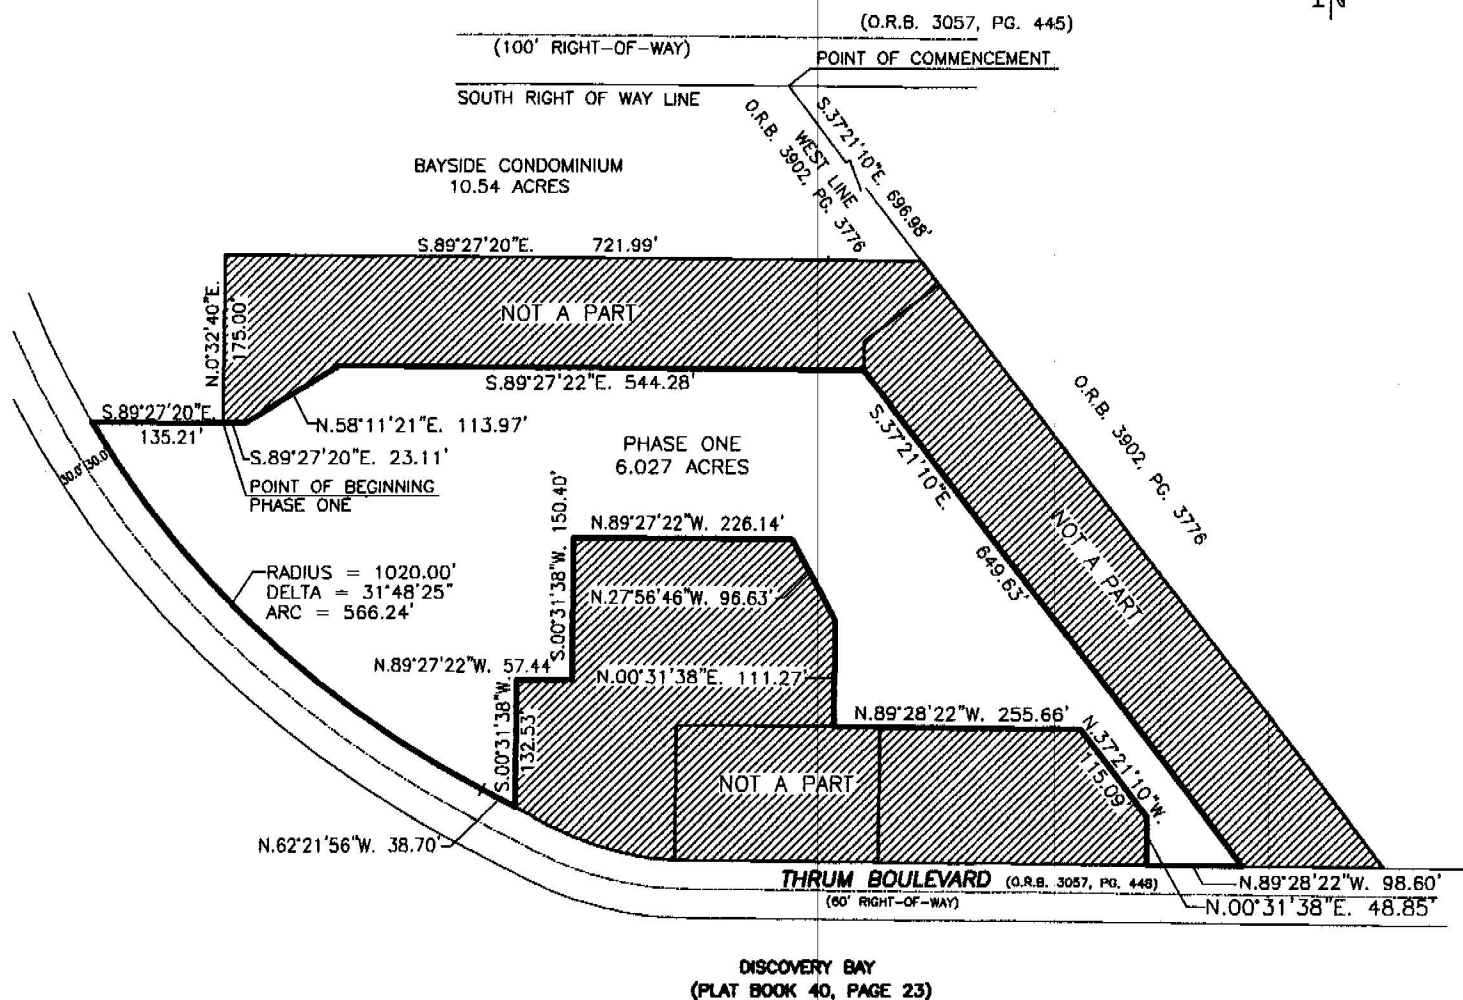 (O.R.B. 3057, PG. 445)
(100' RIGHT-OF-WAY)
POINT OF COMMENCEMENT
SOUTH RIGHT OF WAY LINE
S.37°21'10"E. 696.98'
WEST LINE
O.R.B. 3902, PG. 3776
BAYSIDE CONDOMINIUM
10.54 ACRES
S.89°27'20"E. 721.99'
N.0°32'40"E.
175.00'
NOT A PART
S.89°27'22"E. 544.28'
S.89°27'20"E.
135.21'
N.58°11'21"E. 113.97'
S.89°27'20"E. 23.11'
POINT OF BEGINNING
PHASE ONE
30.0' 30.0'
PHASE ONE
6.027 ACRES
S.37°21'10"E.
649.63'
O.R.B. 3902, PG. 3776
NOT A PART
S.00°31'38"W. 150.40'
N.89°27'22"W. 226.14'
N.27°56'46"W. 96.63'
RADIUS = 1020.00'
DELTA = 31°48'25"
ARC = 566.24'
N.89°27'22"W. 57.44'
N.00°31'38"E. 111.27'
S.00°31'38"W.
132.53'
N.89°28'22"W. 255.66'
N.37°21'10"W.
115.09'
NOT A PART
N.62°21'56"W. 38.70'
THRUM BOULEVARD (O.R.B. 3057, PG. 448)
(60' RIGHT-OF-WAY)
N.89°28'22"W. 98.60'
N.00°31'38"E. 48.85'
DISCOVERY BAY
(PLAT BOOK 40, PAGE 23)